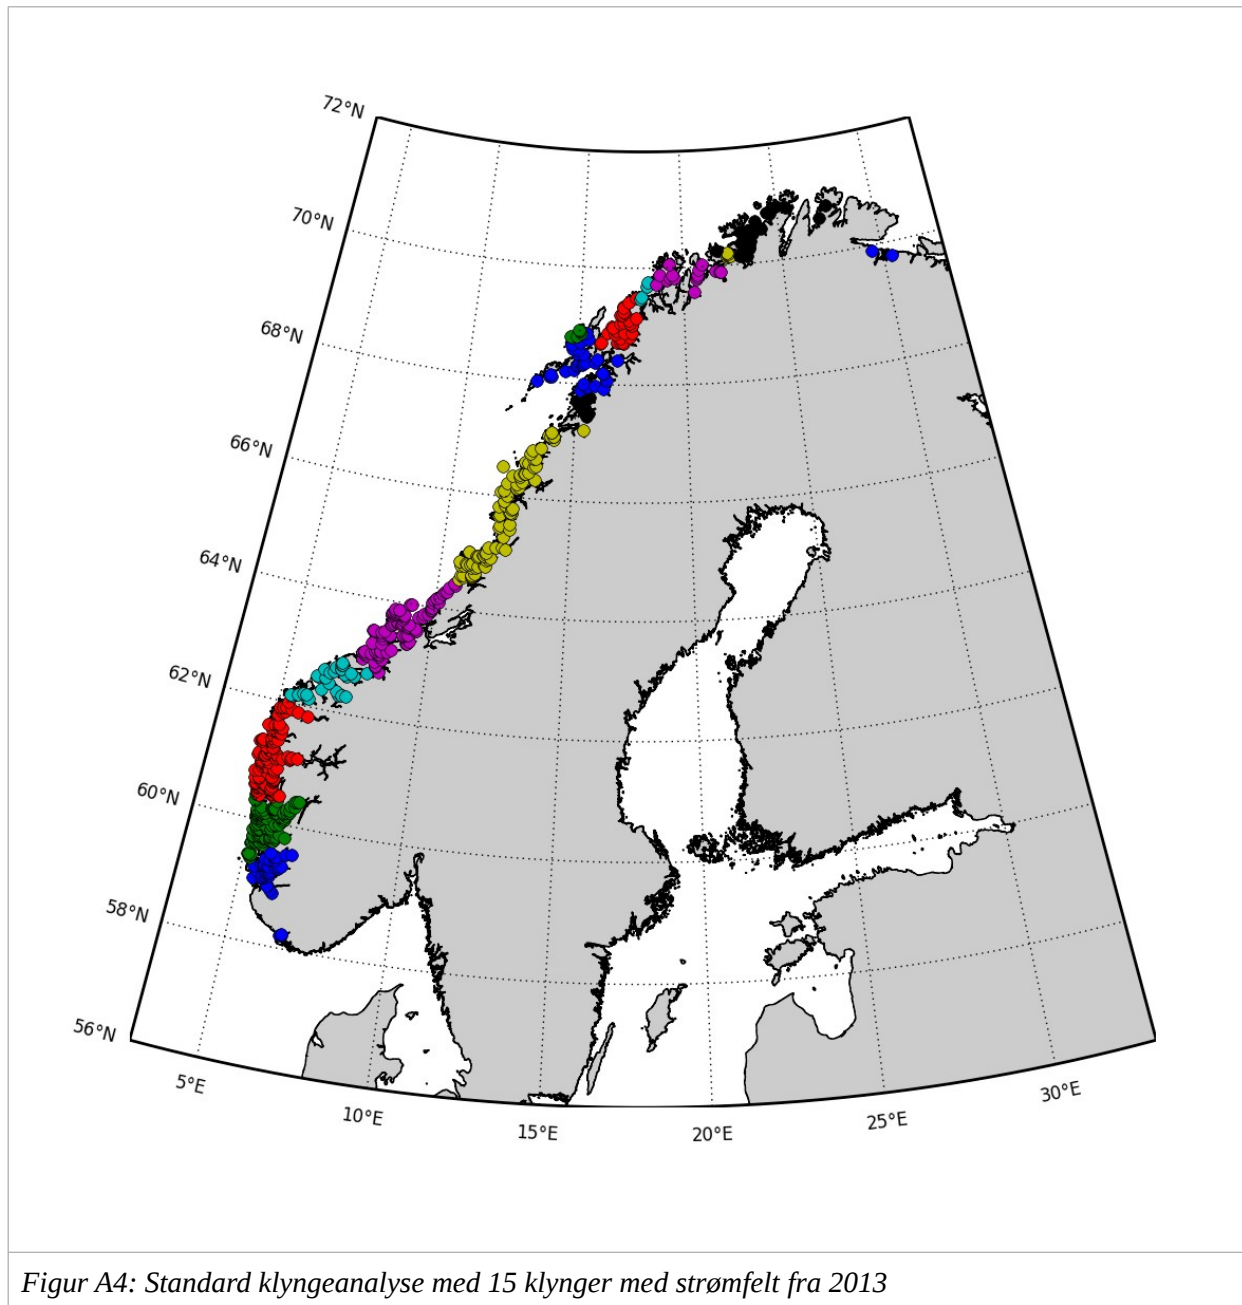 72°N
70°N
68°N
66°N
64°N
62°N
60°N
58°N
56°N
5°E
10°E
15°E
20°E
25°E
30°E
Figur A4: Standard klyngeanalyse med 15 klynger med strømfelt fra 2013